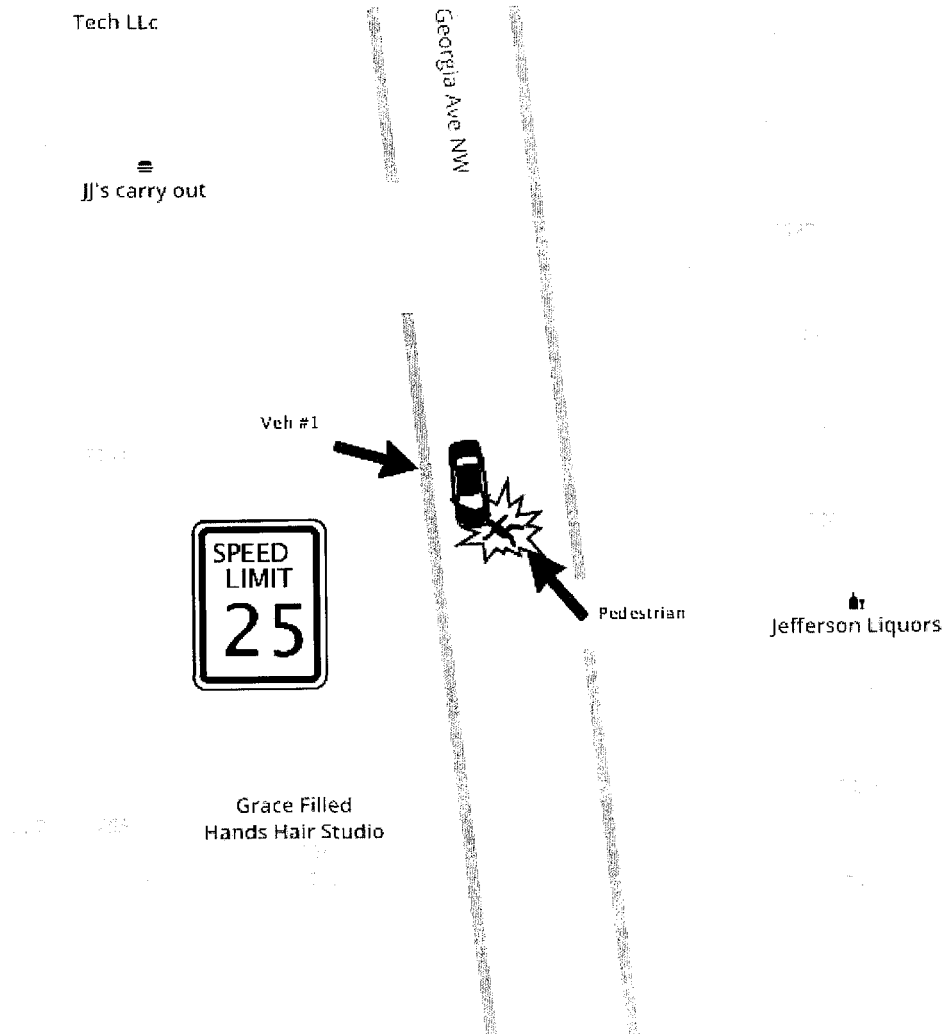 Tech LLc
Georgia Ave NW
JJ's carry out
Veh #1
SPEED
LIMIT
25
Pedestrian
Jefferson Liquors
Grace Filled
Hands Hair Studio